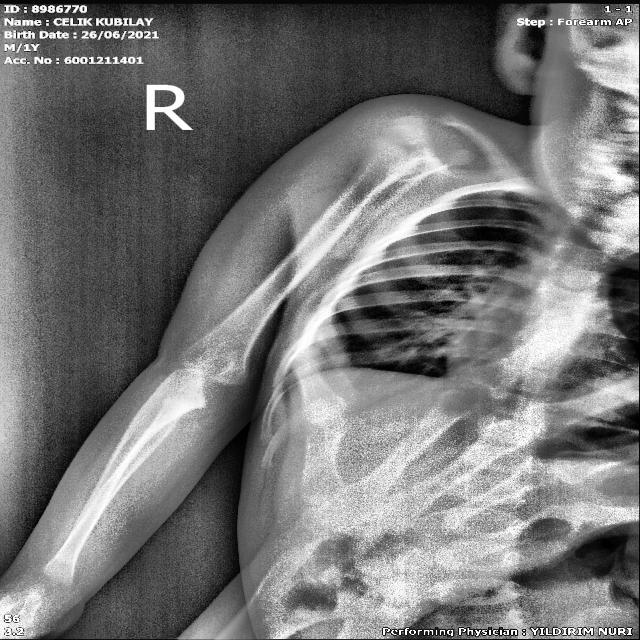 ID : 8986770
Name : CELIK KUBILAY
Birth Date : 26/06/2021
M/1Y
Acc. No : 6001211401
1 - 1
Step : Forearm AP
R
56
3.2
Performing Physician : YILDIRIM NURI